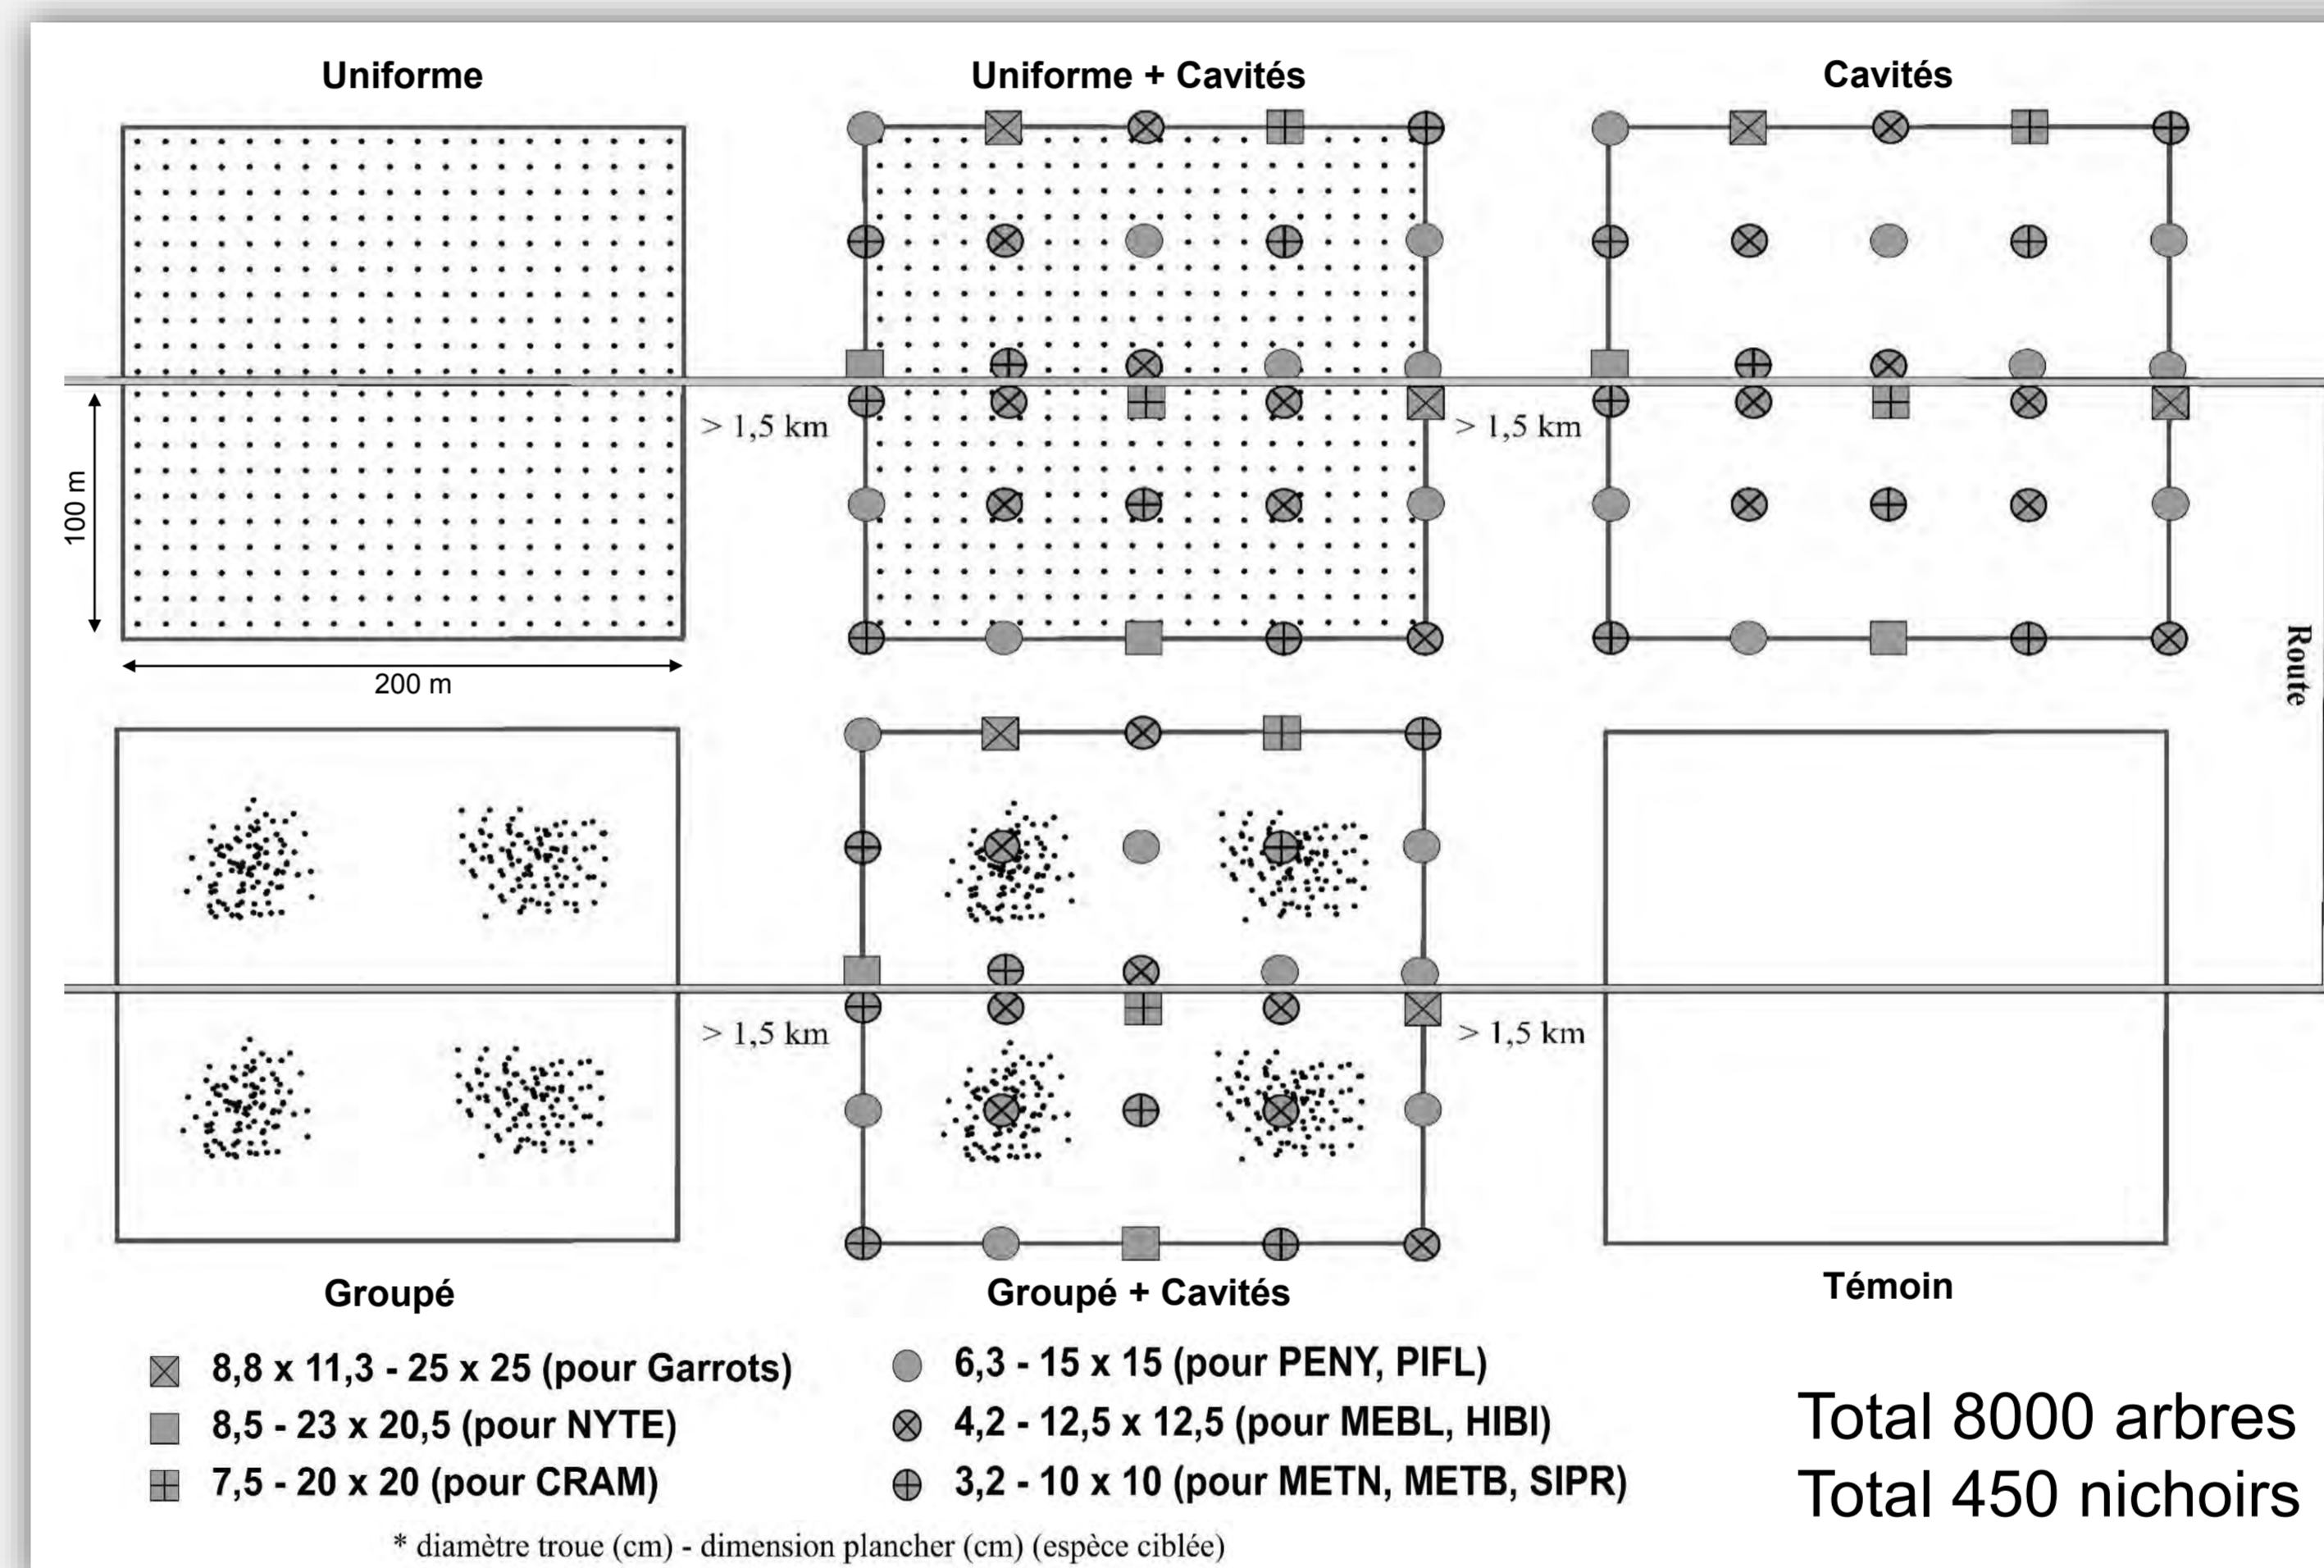 Uniforme
Uniforme + Cavités
Cavités
> 1,5 km
> 1,5 km
100 m
200 m
Route
> 1,5 km
> 1,5 km
Groupé
Groupé + Cavités
Témoin
8,8 x 11,3 - 25 x 25 (pour Garrots)
8,5 - 23 x 20,5 (pour NYTE)
7,5 - 20 x 20 (pour CRAM)
6,3 - 15 x 15 (pour PENY, PIFL)
4,2 - 12,5 x 12,5 (pour MEBL, HIBI)
3,2 - 10 x 10 (pour METN, METB, SIPR)
Total 8000 arbres
Total 450 nichoirs
* diamètre troue (cm) - dimension plancher (cm) (espèce ciblée)